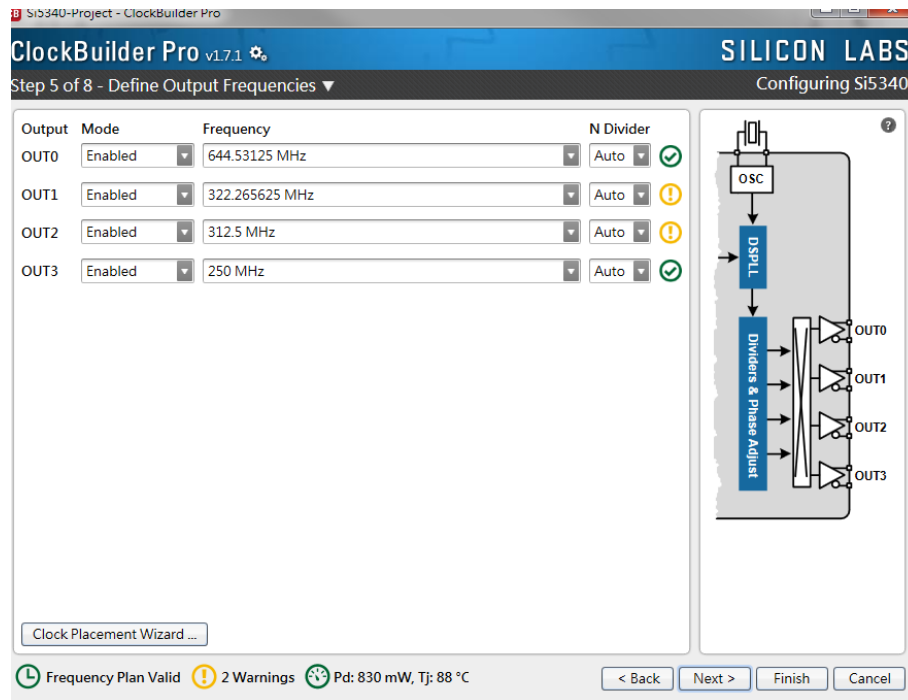 Si5340-Project - ClockBuilder Pro
ClockBuilder Pro v1.7.1
SILICON LABS
Step 5 of 8 - Define Output Frequencies ▼
Configuring Si5340
Output Mode Frequency N Divider
OUT0 Enabled 644.53125 MHz Auto
OUT1 Enabled 322.265625 MHz Auto
OUT2 Enabled 312.5 MHz Auto
OUT3 Enabled 250 MHz Auto
?
OSC
DSPLL
Dividers & Phase Adjust
OUT0
OUT1
OUT2
OUT3
Clock Placement Wizard ...
Frequency Plan Valid 2 Warnings Pd: 830 mW, Tj: 88 °C
< Back Next > Finish Cancel